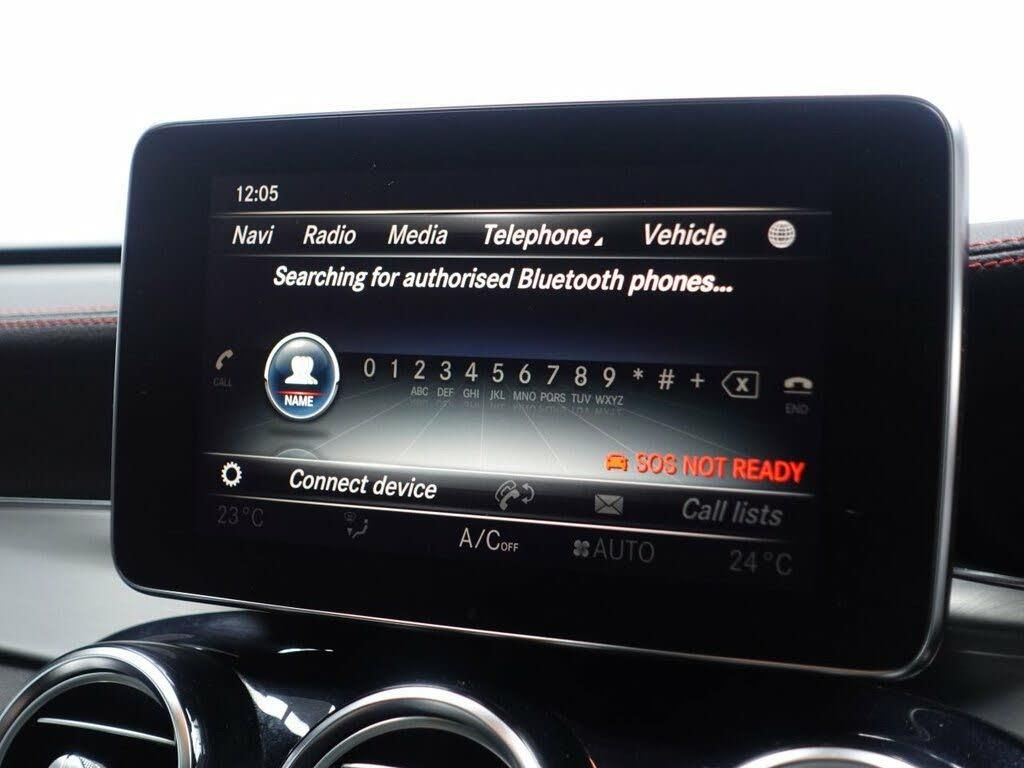 12:05
Navi Radio Media Telephone Vehicle
Searching for authorised Bluetooth phones...
CALL NAME 0 1 2 3 4 5 6 7 8 9 * # + X END
ABC DEF GHI JKL MNO PQRS TUV WXYZ
SOS NOT READY
Connect device Call lists
23°C A/C OFF AUTO 24°C